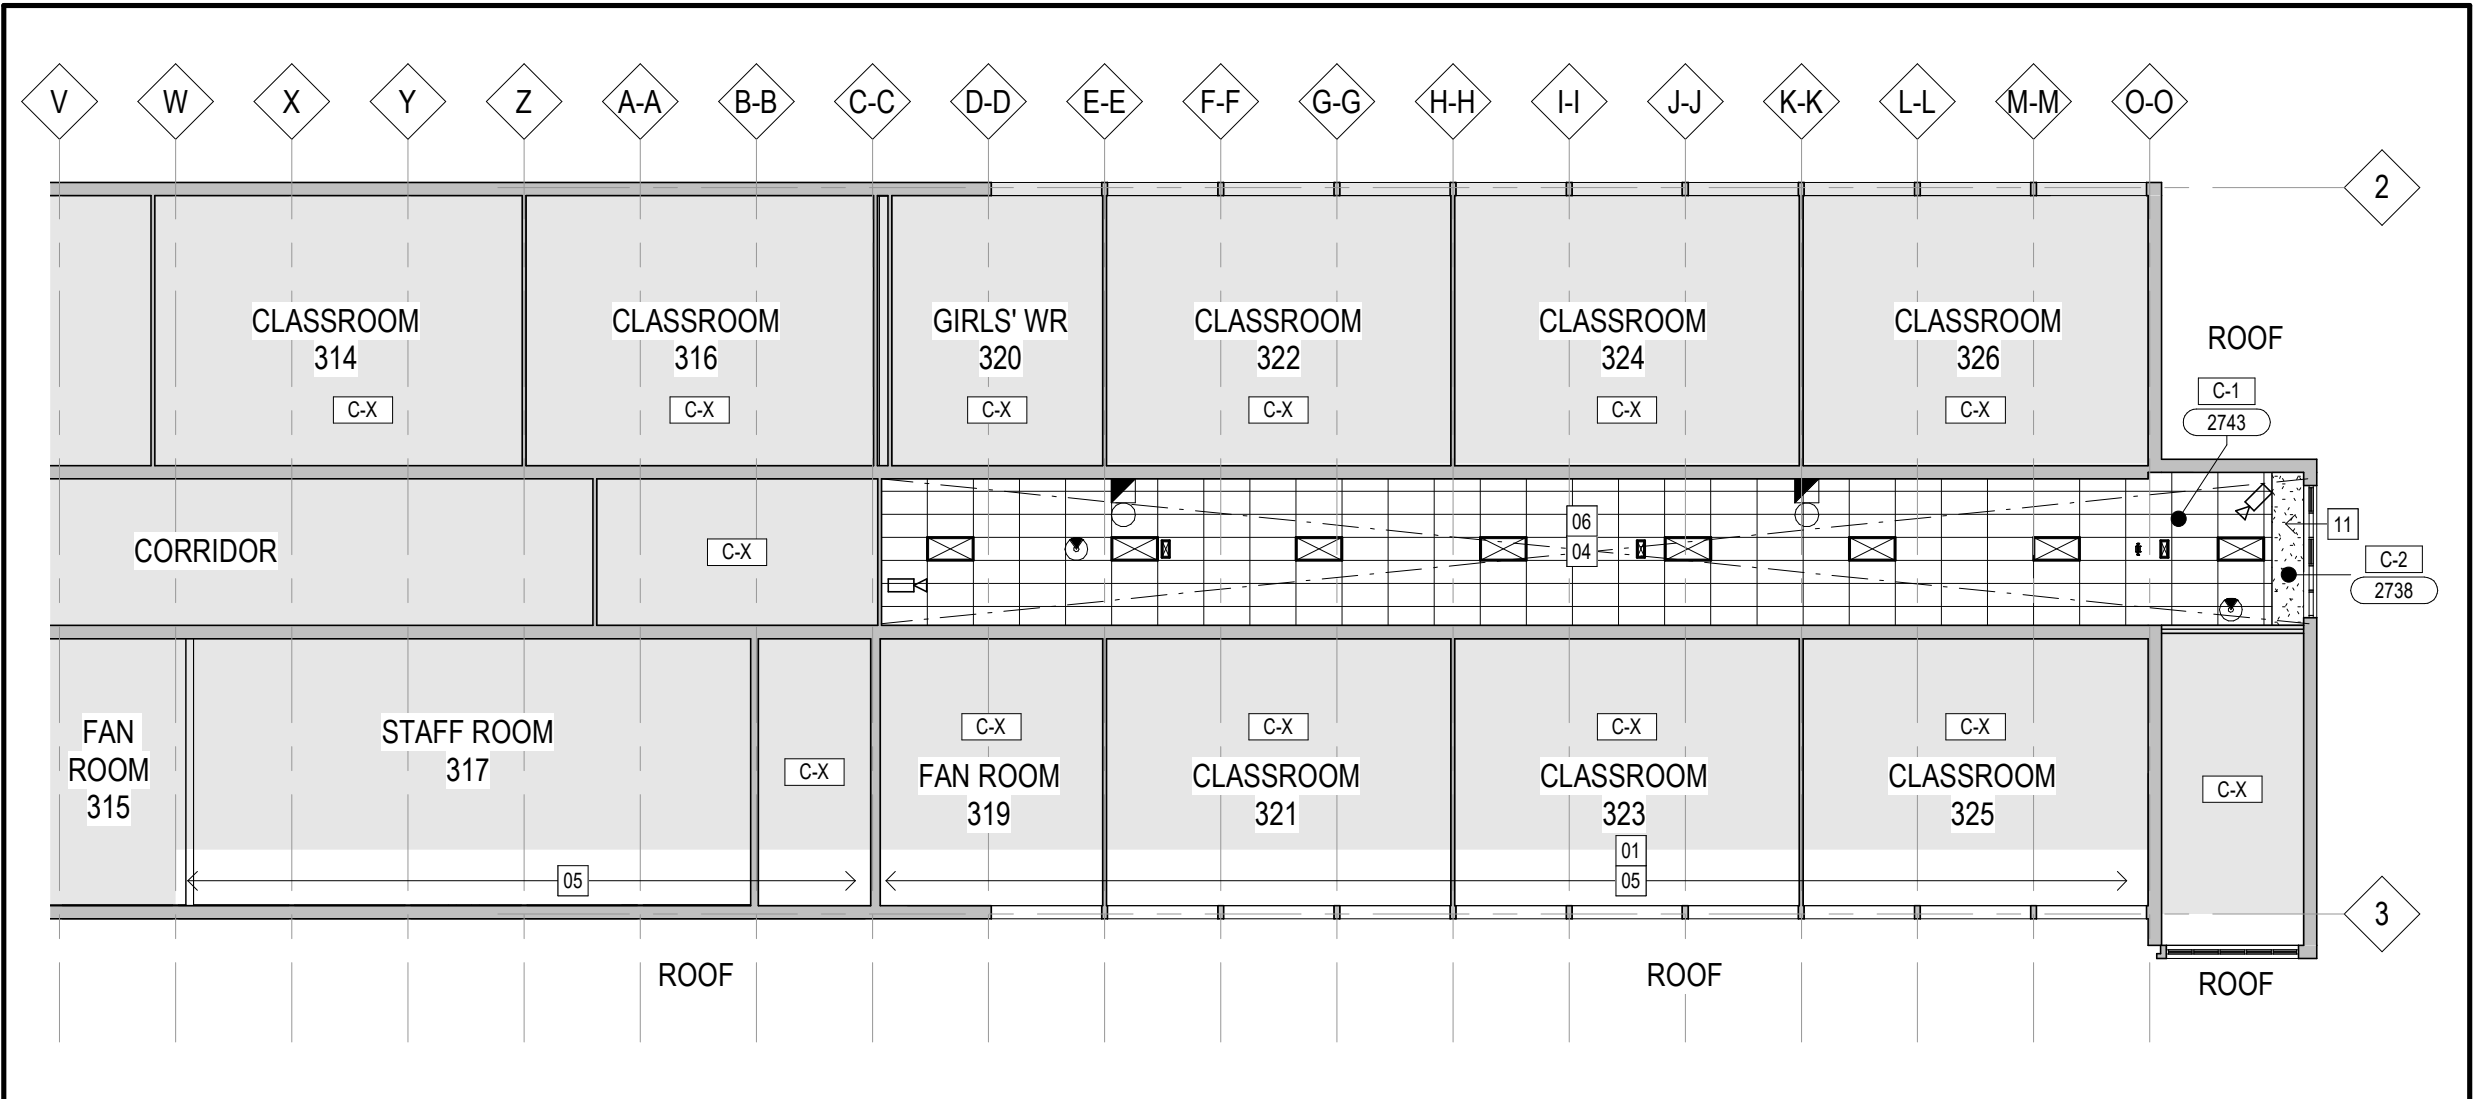 V W X Y Z A-A B-B C-C D-D E-E F-F G-G H-H I-I J-J K-K L-L M-M O-O
2
CLASSROOM
314
C-X
CLASSROOM
316
C-X
GIRLS' WR
320
C-X
CLASSROOM
322
C-X
CLASSROOM
324
C-X
CLASSROOM
326
C-X
ROOF
C-1
2743
CORRIDOR
C-X
06
04
11
C-2
2738
FAN
ROOM
315
STAFF ROOM
317
C-X
C-X
FAN ROOM
319
C-X
CLASSROOM
321
C-X
CLASSROOM
323
C-X
CLASSROOM
325
C-X
05
01
05
3
ROOF
ROOF
ROOF